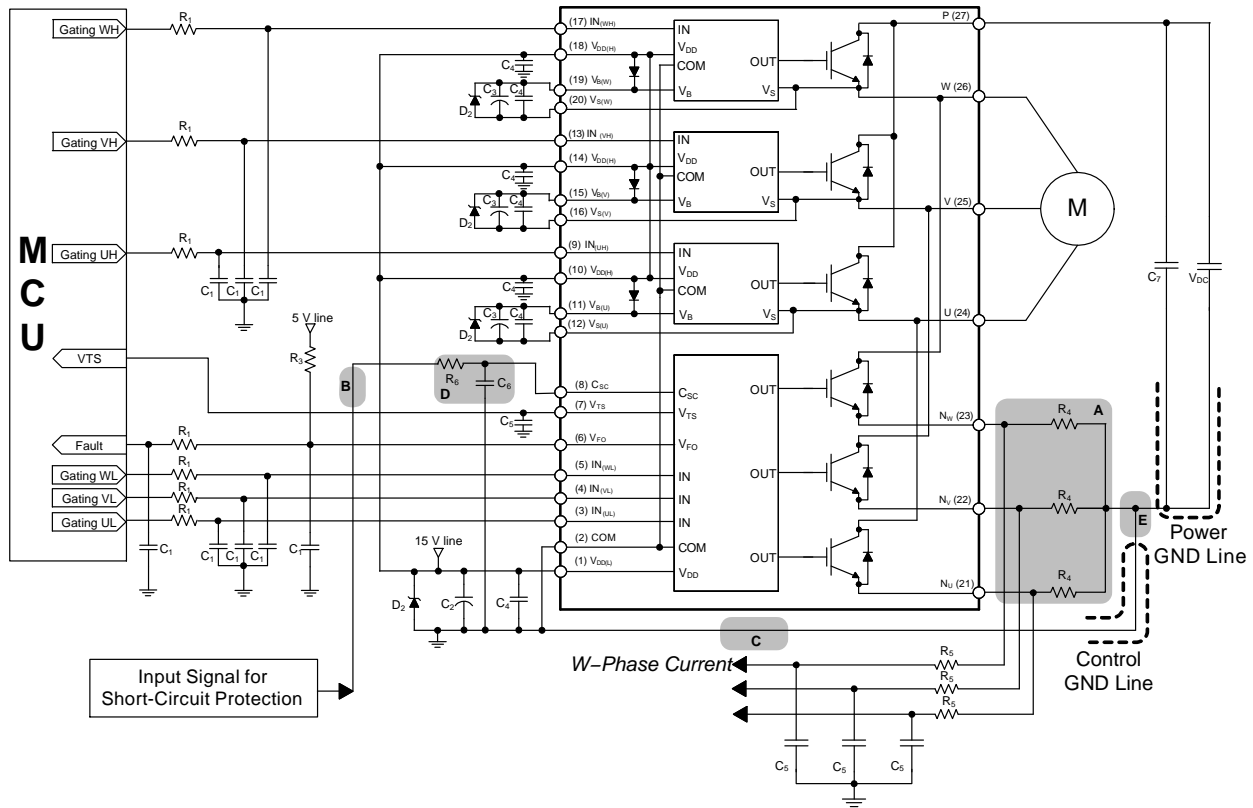 MCU
Gating WH
Gating VH
Gating UH
VTS
Fault
Gating WL
Gating VL
Gating UL
R1
R1
R1
C1
C1
C1
5 V line
R3
R1
R1
R1
R1
C1
C1
C1
C1
C1
B
R6
D
C6
C5
15 V line
D2
C2
C4
C4
C3
C4
D2
C4
C3
C4
D2
C4
C3
C4
D2
(17) IN(WH)
(18) VDD(H)
(19) VB(W)
(20) VS(W)
(13) IN (VH)
(14) VDD(H)
(15) VB(V)
(16) VS(V)
(9) IN(UH)
(10) VDD(H)
(11) VB(U)
(12) VS(U)
(8) CSC
(7) VTS
(6) VFO
(5) IN(WL)
(4) IN(VL)
(3) IN(UL)
(2) COM
(1) VDD(L)
IN
VDD
COM
VB
OUT
VS
IN
VDD
COM
VB
OUT
VS
IN
VDD
COM
VB
OUT
VS
CSC
VTS
VFO
IN
IN
IN
COM
VDD
OUT
OUT
OUT
P (27)
W (26)
V (25)
U (24)
NW (23)
NV (22)
NU (21)
M
C7
VDC
A
R4
R4
R4
E
Power
GND Line
Control
GND Line
C
W−Phase Current
R5
R5
R5
C5
C5
C5
Input Signal for
Short-Circuit Protection